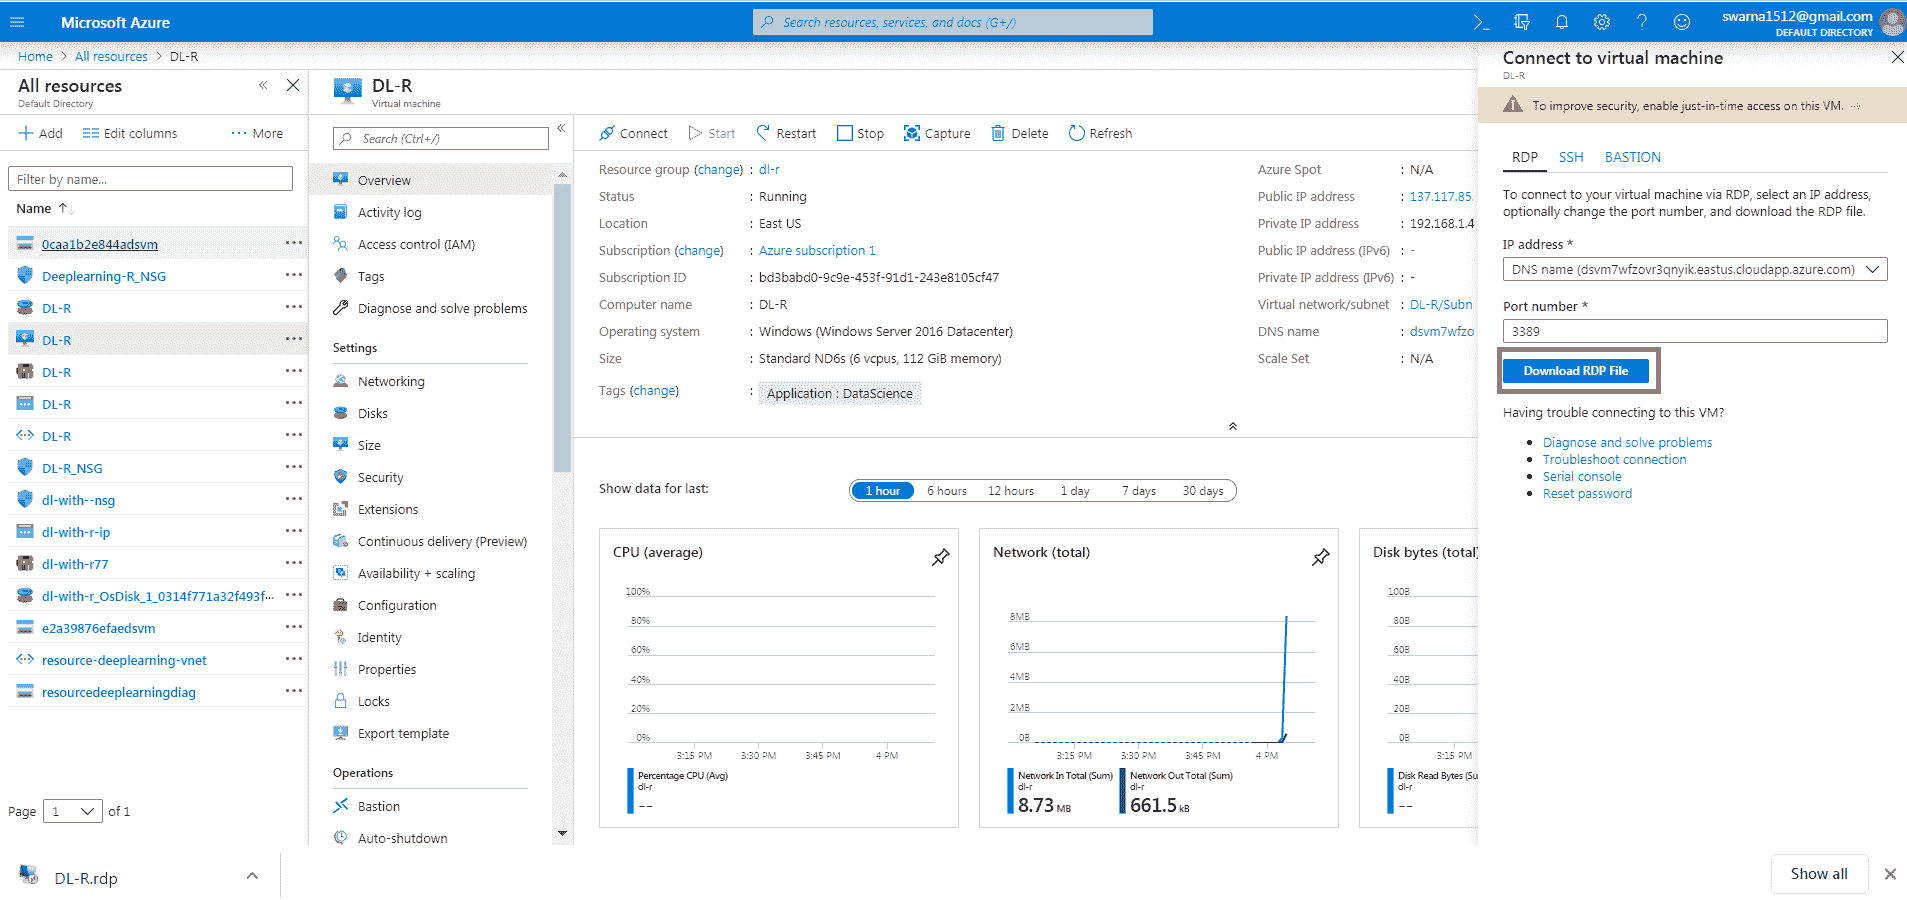 Microsoft Azure
Search resources, services, and docs (G+/)
swarna1512@gmail.com
DEFAULT DIRECTORY
Home > All resources > DL-R
All resources
Default Directory
Add
Edit columns
More
Filter by name...
Name
0caa1b2e844adsvm
Deeplearning-R_NSG
DL-R
DL-R
DL-R
DL-R
DL-R
DL-R_NSG
dl-with--nsg
dl-with-r-ip
dl-with-r77
dl-with-r_OsDisk_1_0314f771a32f493f...
e2a39876efaedsvm
resource-deeplearning-vnet
resourcedeeplearningdiag
Page 1 of 1
DL-R
Virtual machine
Search (Ctrl+/)
Overview
Activity log
Access control (IAM)
Tags
Diagnose and solve problems
Settings
Networking
Disks
Size
Security
Extensions
Continuous delivery (Preview)
Availability + scaling
Configuration
Identity
Properties
Locks
Export template
Operations
Bastion
Auto-shutdown
Connect
Start
Restart
Stop
Capture
Delete
Refresh
Resource group (change) : dl-r
Status : Running
Location : East US
Subscription (change) : Azure subscription 1
Subscription ID : bd3babd0-9c9e-453f-91d1-243e8105cf47
Computer name : DL-R
Operating system : Windows (Windows Server 2016 Datacenter)
Size : Standard ND6s (6 vcpus, 112 GiB memory)
Tags (change) : Application : DataScience
Azure Spot : N/A
Public IP address : 137.117.85.
Private IP address : 192.168.1.4
Public IP address (IPv6) : -
Private IP address (IPv6) : -
Virtual network/subnet : DL-R/Subn
DNS name : dsvm7wfzo
Scale Set : N/A
Show data for last:
1 hour
6 hours
12 hours
1 day
7 days
30 days
CPU (average)
100%
80%
60%
40%
20%
0%
3:15 PM
3:30 PM
3:45 PM
4 PM
Percentage CPU (Avg)
dl-r
--
Network (total)
8MB
6MB
4MB
2MB
0B
3:15 PM
3:30 PM
3:45 PM
4 PM
Network In Total (Sum)
dl-r
8.73 MB
Network Out Total (Sum)
dl-r
661.5 kB
Disk bytes (total)
100B
80B
60B
40B
20B
0B
3:15 PM
Disk Read Bytes (Su
dl-r
--
Connect to virtual machine
DL-R
To improve security, enable just-in-time access on this VM.
RDP
SSH
BASTION
To connect to your virtual machine via RDP, select an IP address,
optionally change the port number, and download the RDP file.
IP address *
DNS name (dsvm7wfzovr3qnyik.eastus.cloudapp.azure.com)
Port number *
3389
Download RDP File
Having trouble connecting to this VM?
Diagnose and solve problems
Troubleshoot connection
Serial console
Reset password
DL-R.rdp
Show all